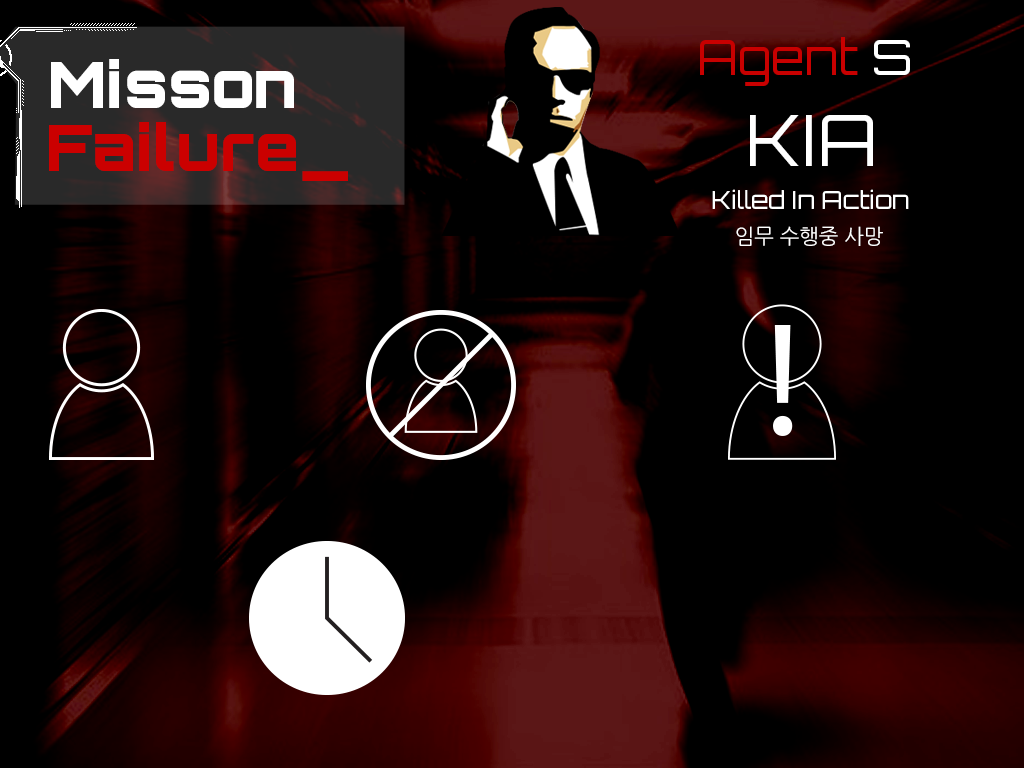 Misson
Failure_
Agent S
KIA
Killed In Action
임무 수행중 사망
!